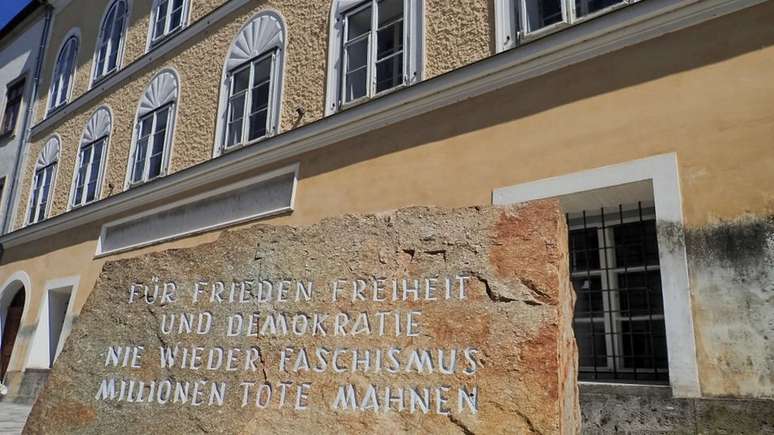 FÜR FRIEDEN FREIHEIT
UND DEMOKRATIE
NIE WIEDER FASCHISMUS
MILLIONEN TOTE MAHNEN